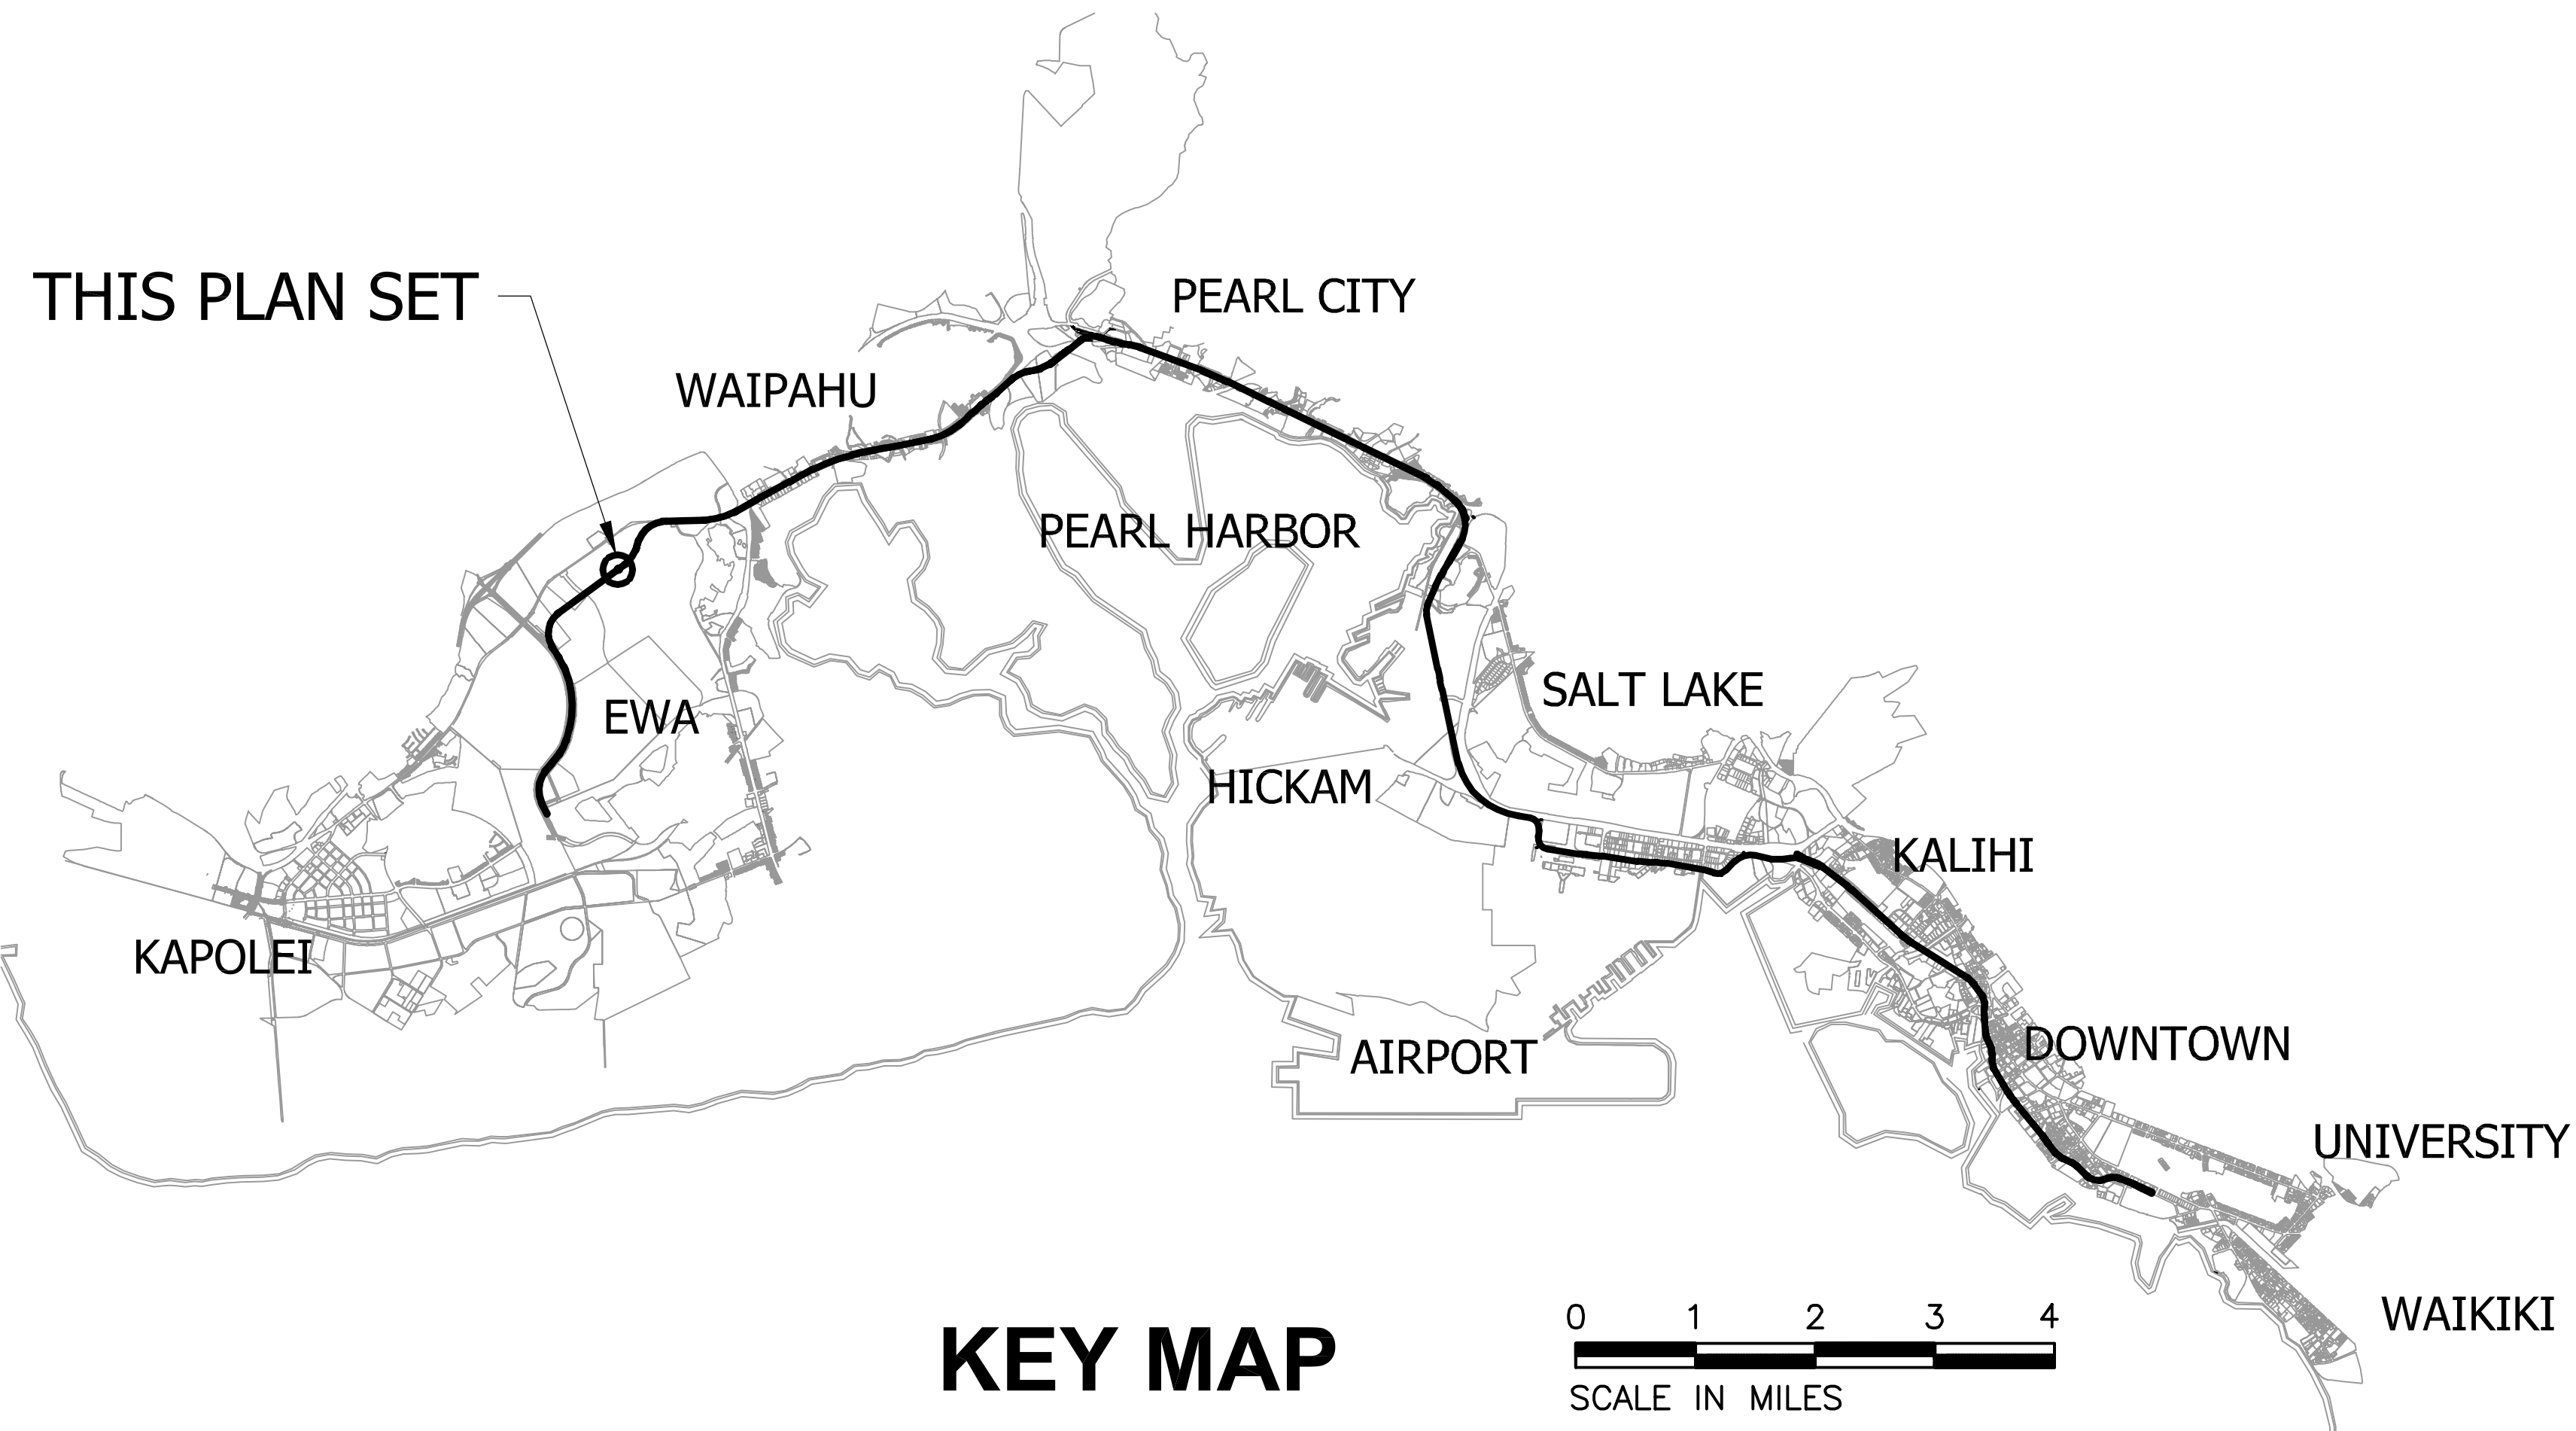 THIS PLAN SET
PEARL CITY
WAIPAHU
PEARL HARBOR
SALT LAKE
EWA
HICKAM
KALIHI
KAPOLEI
DOWNTOWN
AIRPORT
UNIVERSITY
WAIKIKI
KEY MAP
0 1 2 3 4
SCALE IN MILES